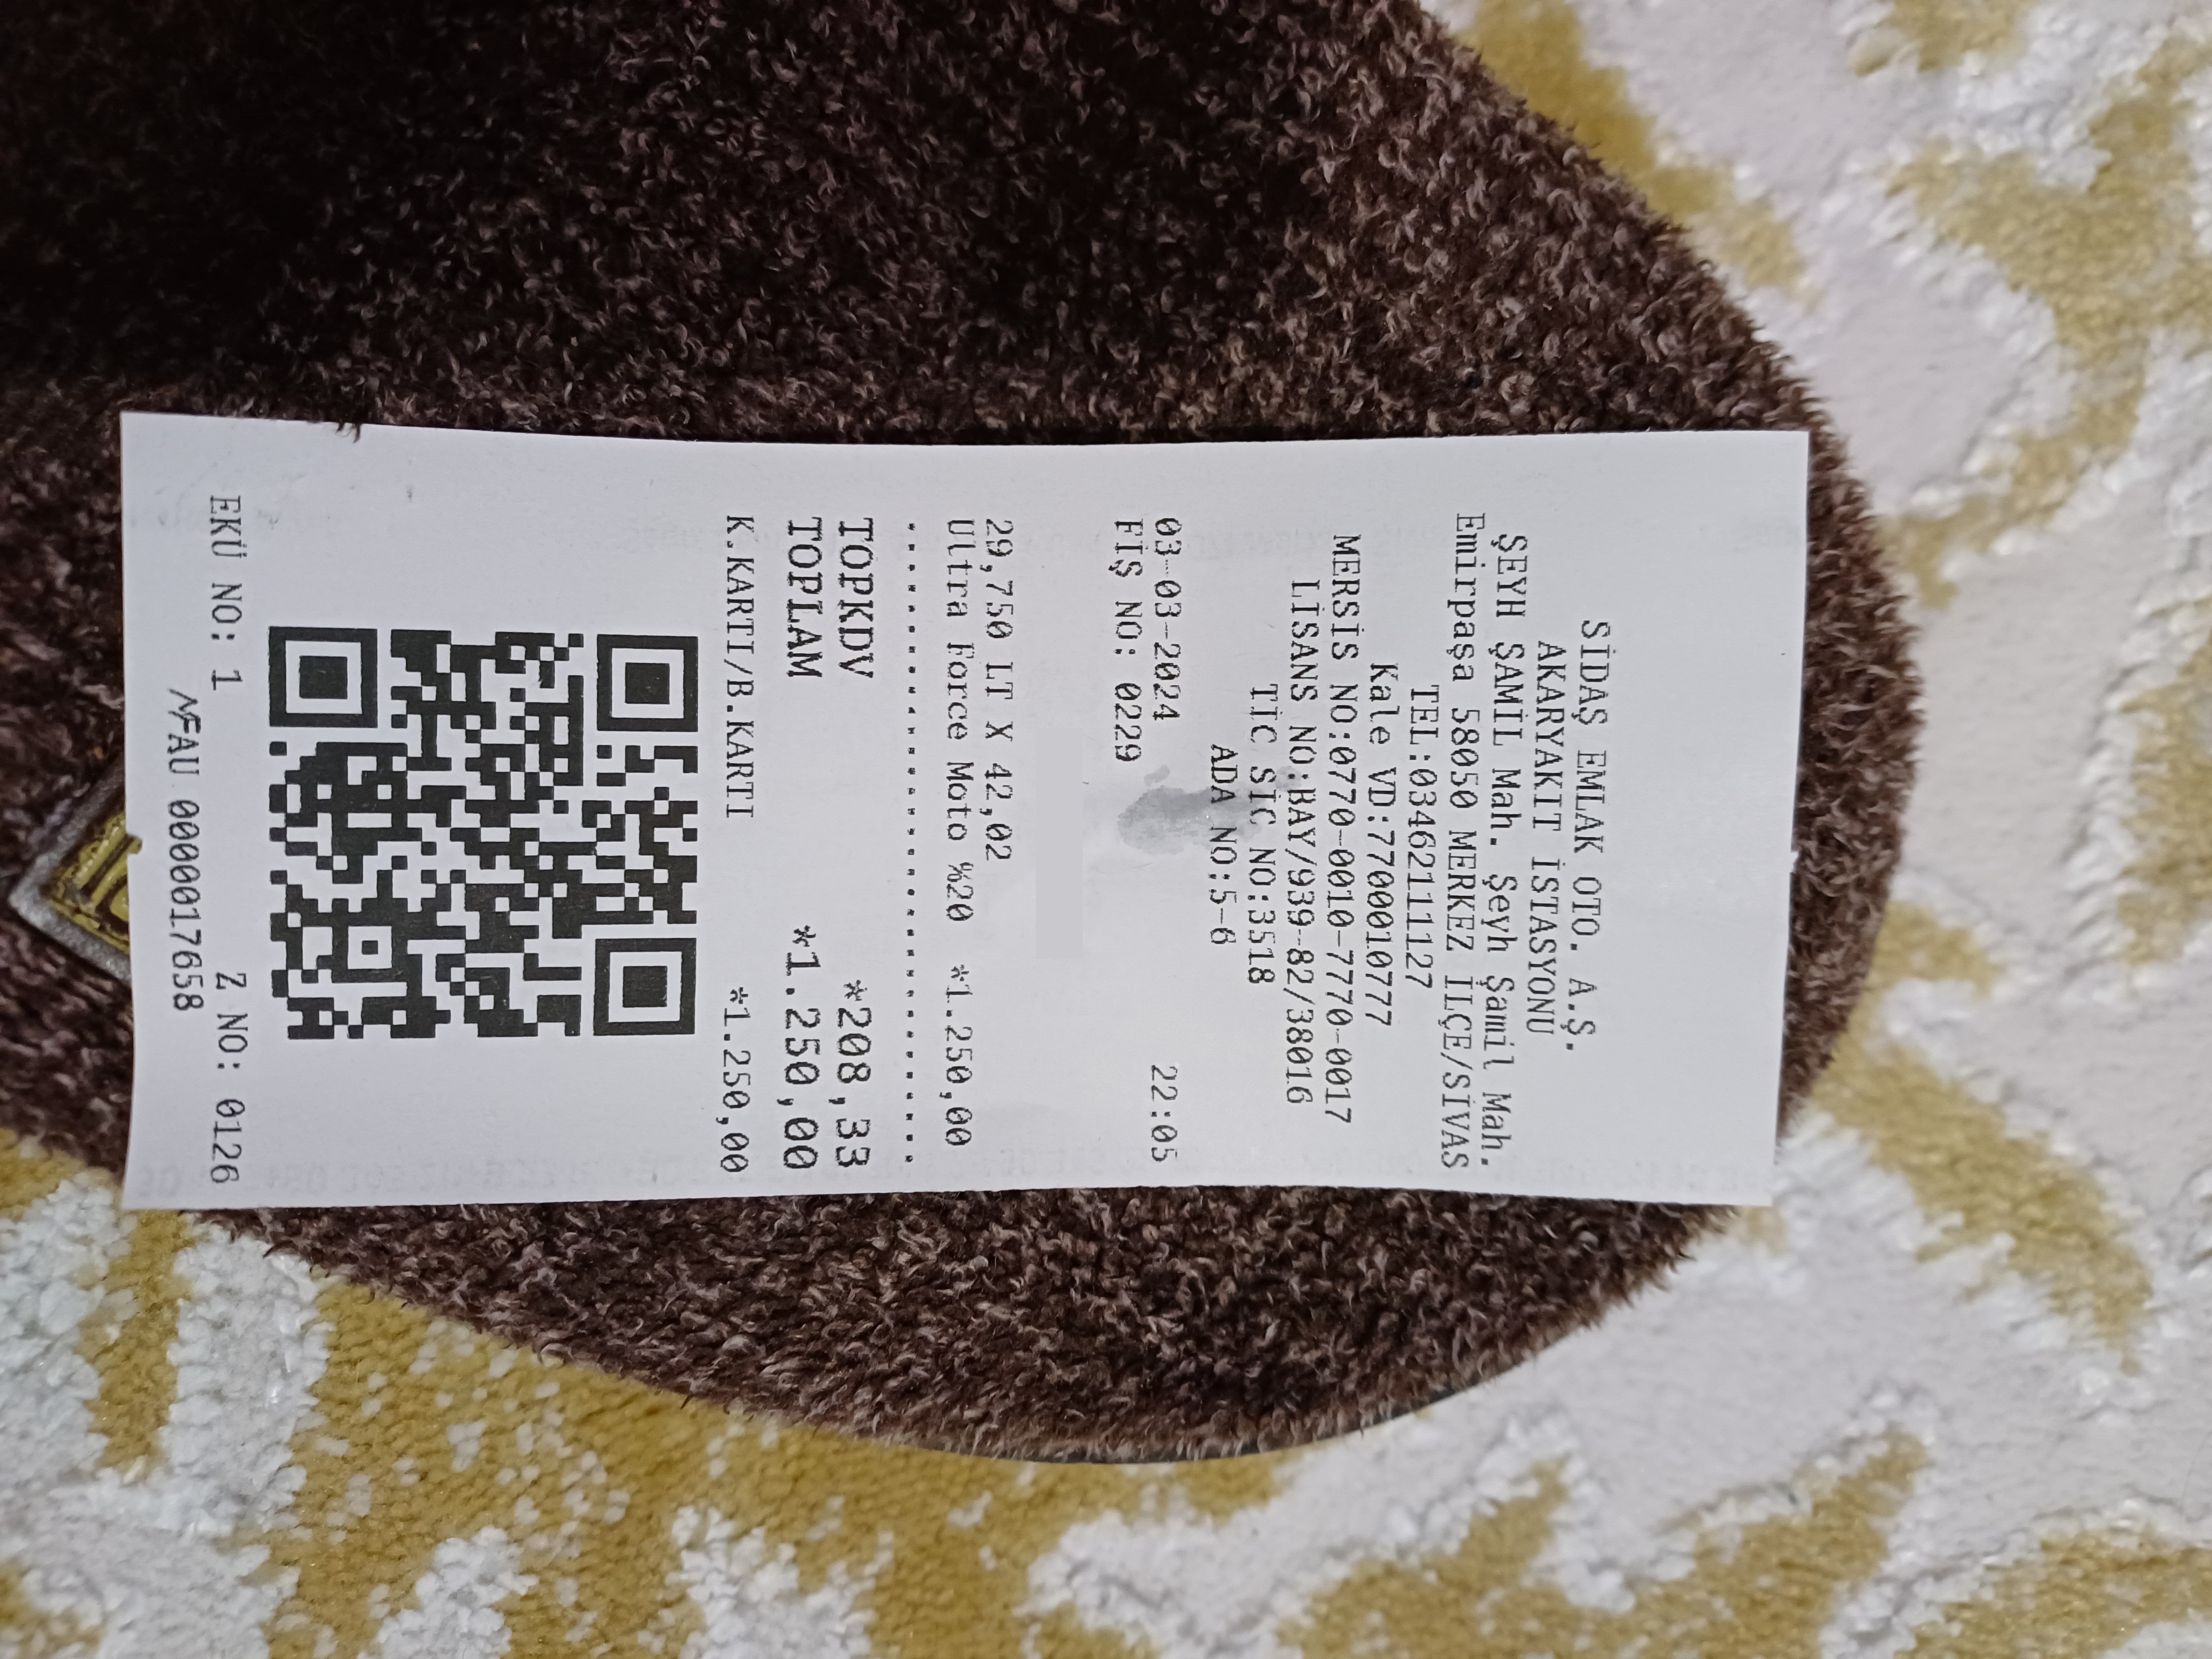 SİDAŞ EMLAK OTO. A.Ş.
AKARYAKIT İSTASYONU
ŞEYH ŞAMİL Mah. Şeyh Şamil Mah.
Emirpaşa 58050 MERKEZ İLÇE/SİVAS
TEL:03462111127
Kale VD:7700010777
MERSİS NO:0770-0010-7770-0017
LİSANS NO:BAY/939-82/38016
TİC SİC NO:3518
ADA NO:5-6
03-03-2024 22:05
FİŞ NO: 0229
29,750 LT X 42,02
Ultra Force Moto %20 *1.250,00
TOPKDV *208,33
TOPLAM *1.250,00
K.KARTI/B.KARTI *1.250,00
EKÜ NO: 1 Z NO: 0126
MF AU 0000017658